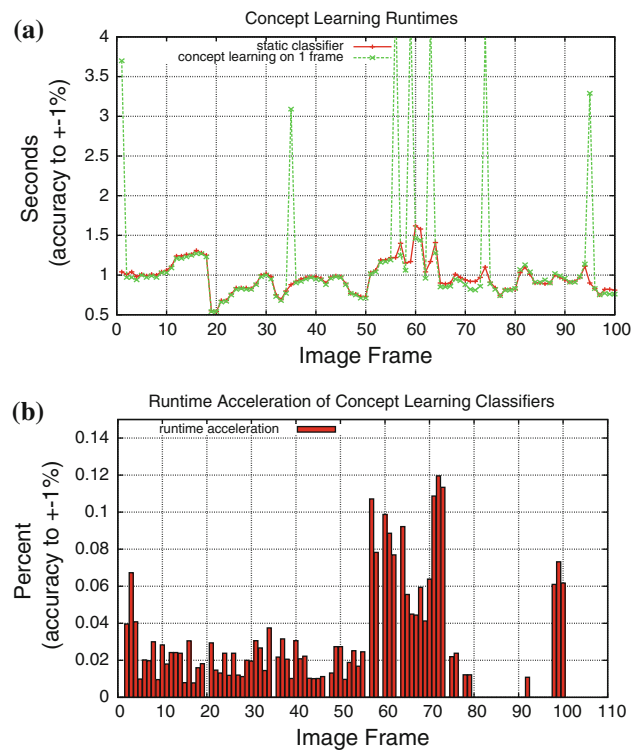 (a)
Concept Learning Runtimes
static classifier
concept learning on 1 frame
4
3.5
3
2.5
2
1.5
1
0.5
Seconds
(accuracy to +-1%)
0 10 20 30 40 50 60 70 80 90 100
Image Frame
(b)
Runtime Acceleration of Concept Learning Classifiers
runtime acceleration
0.14
0.12
0.1
0.08
0.06
0.04
0.02
0
Percent
(accuracy to +-1%)
0 10 20 30 40 50 60 70 80 90 100 110
Image Frame